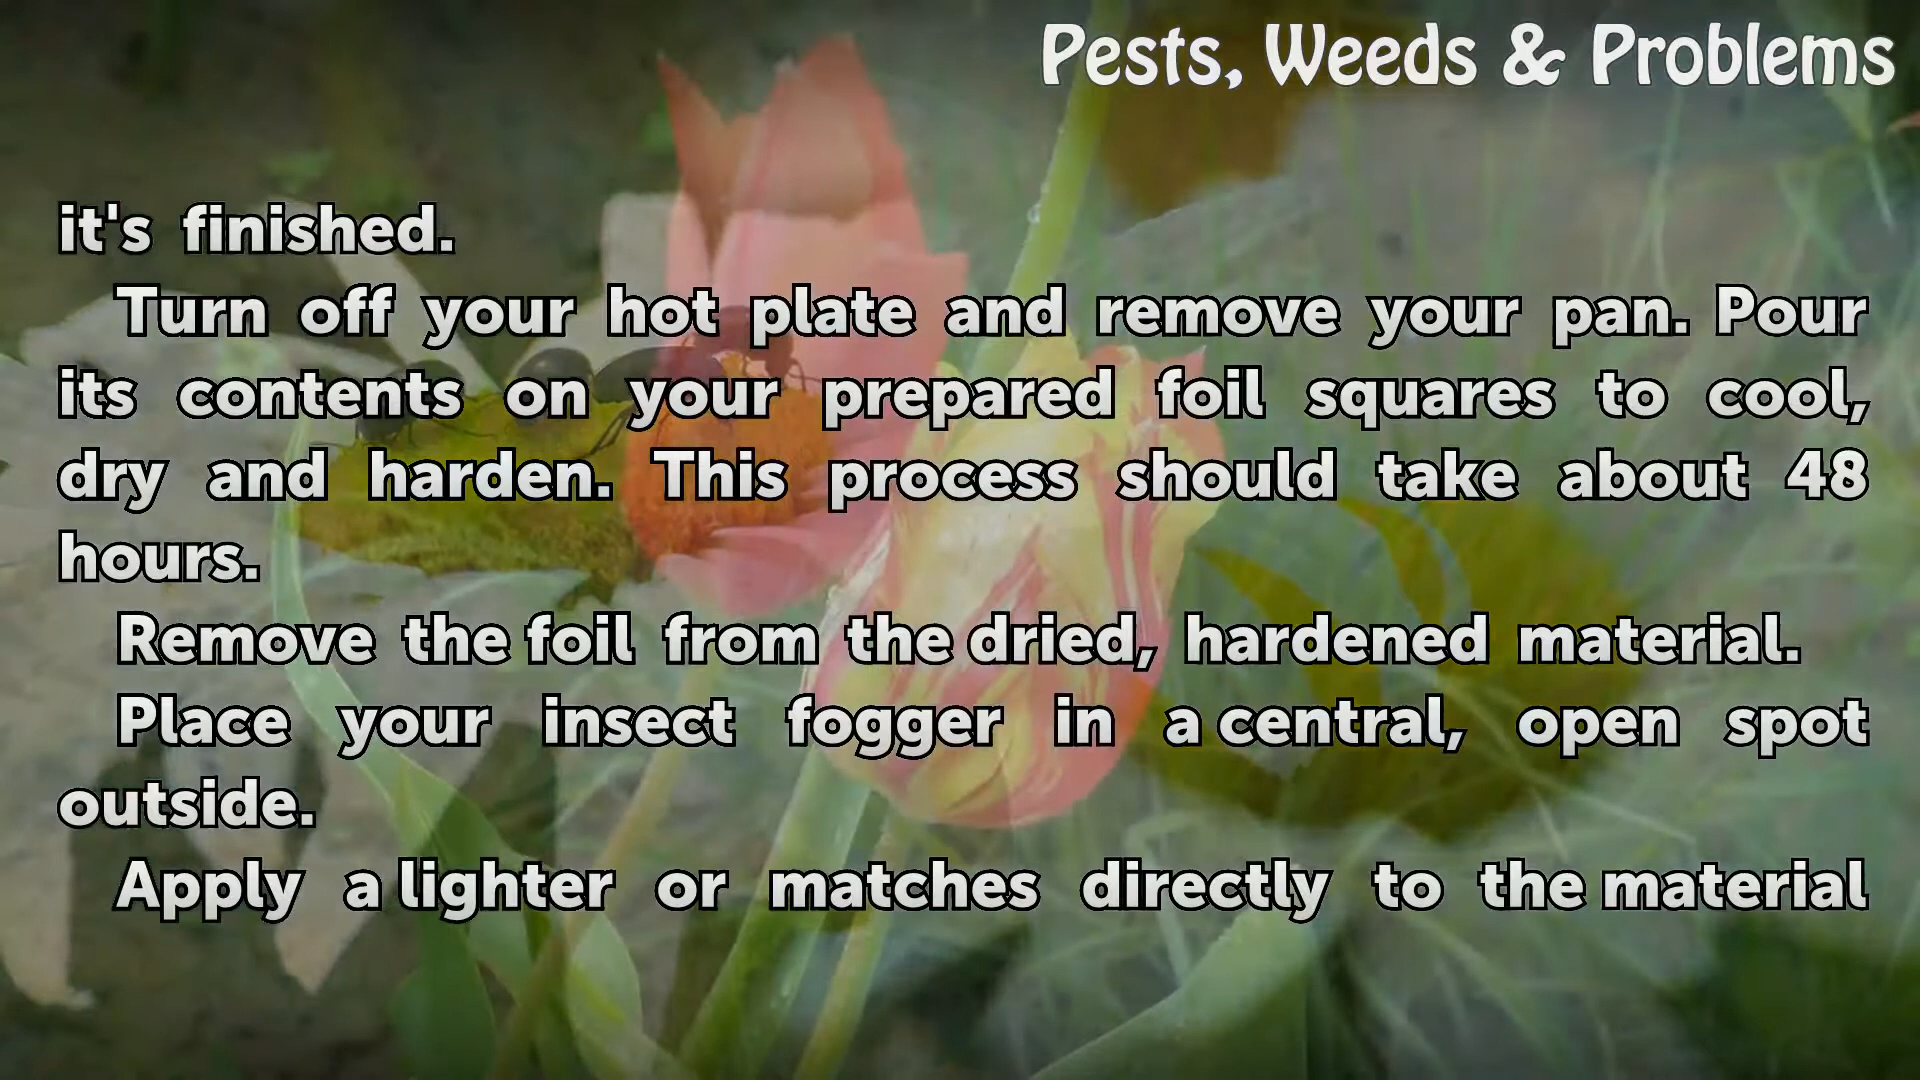 Pests, Weeds & Problems
it's finished.
Turn off your hot plate and remove your pan. Pour
its contents on your prepared foil squares to cool,
dry and harden. This process should take about 48
hours.
Remove the foil from the dried, hardened material.
Place your insect fogger in a central, open spot
outside.
Apply a lighter or matches directly to the material